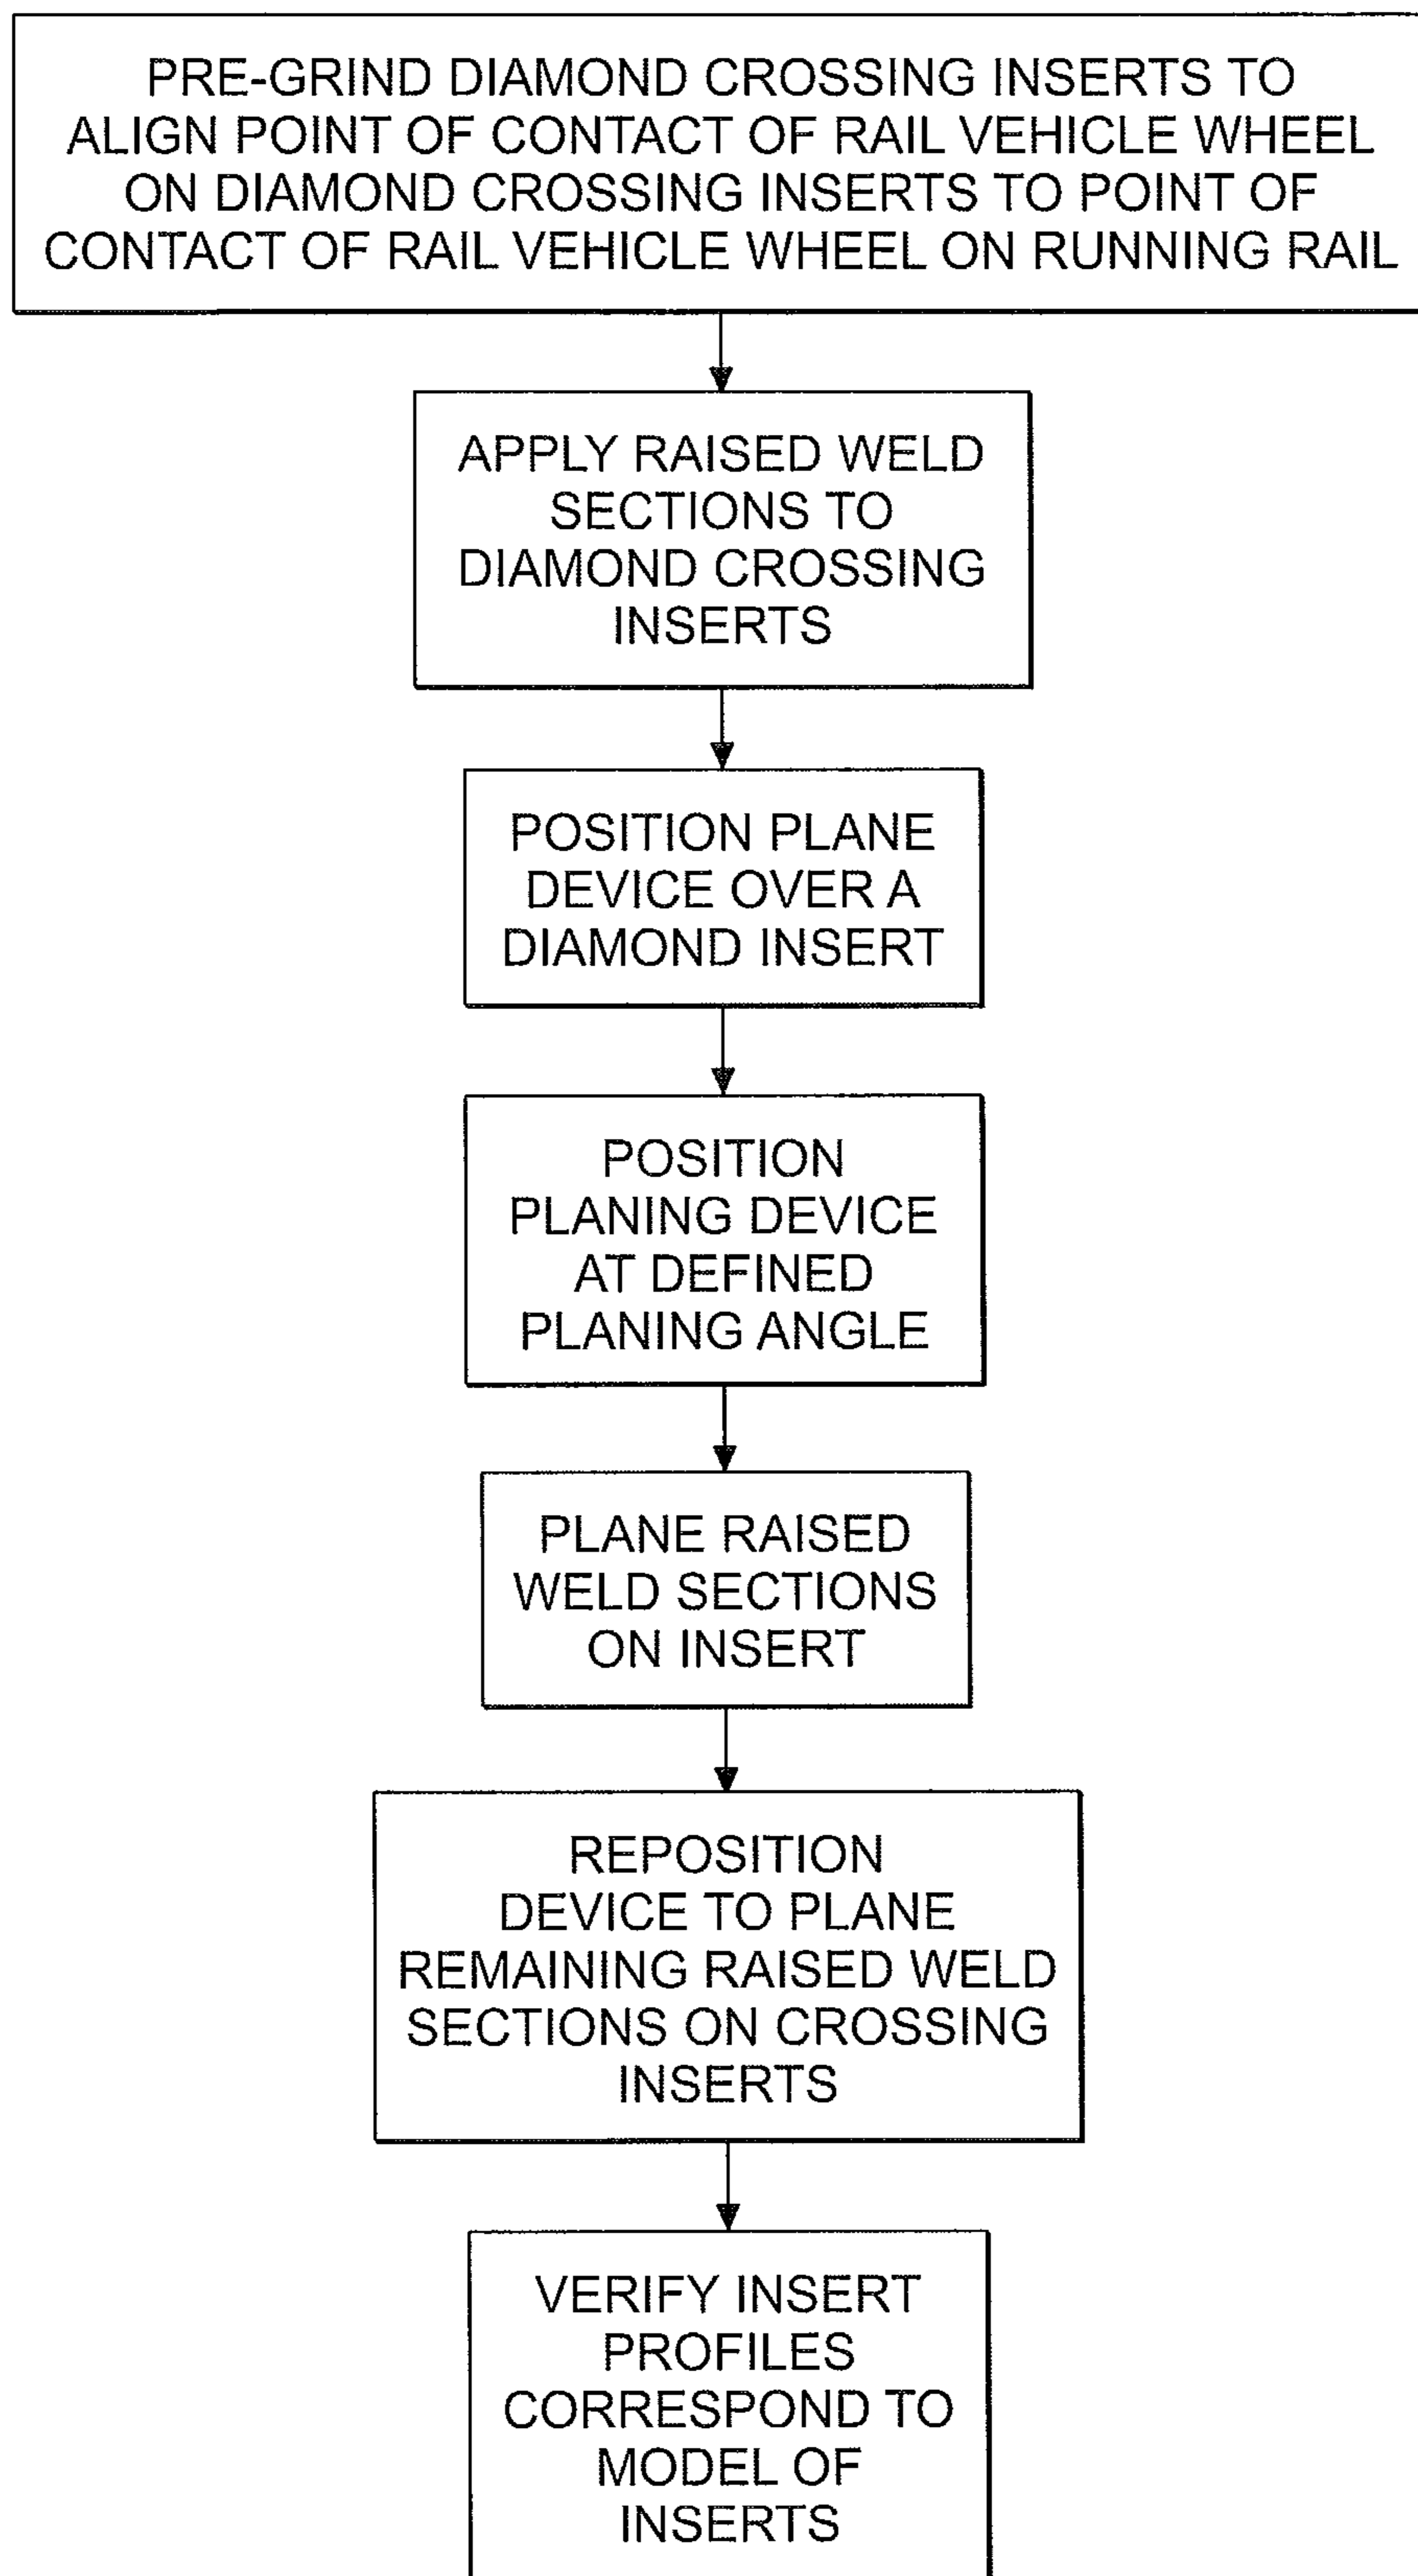 PRE-GRIND DIAMOND CROSSING INSERTS TO
ALIGN POINT OF CONTACT OF RAIL VEHICLE WHEEL
ON DIAMOND CROSSING INSERTS TO POINT OF
CONTACT OF RAIL VEHICLE WHEEL ON RUNNING RAIL
APPLY RAISED WELD
SECTIONS TO
DIAMOND CROSSING
INSERTS
POSITION PLANE
DEVICE OVER A
DIAMOND INSERT
POSITION
PLANING DEVICE
AT DEFINED
PLANING ANGLE
PLANE RAISED
WELD SECTIONS
ON INSERT
REPOSITION
DEVICE TO PLANE
REMAINING RAISED WELD
SECTIONS ON CROSSING
INSERTS
VERIFY INSERT
PROFILES
CORRESPOND TO
MODEL OF
INSERTS